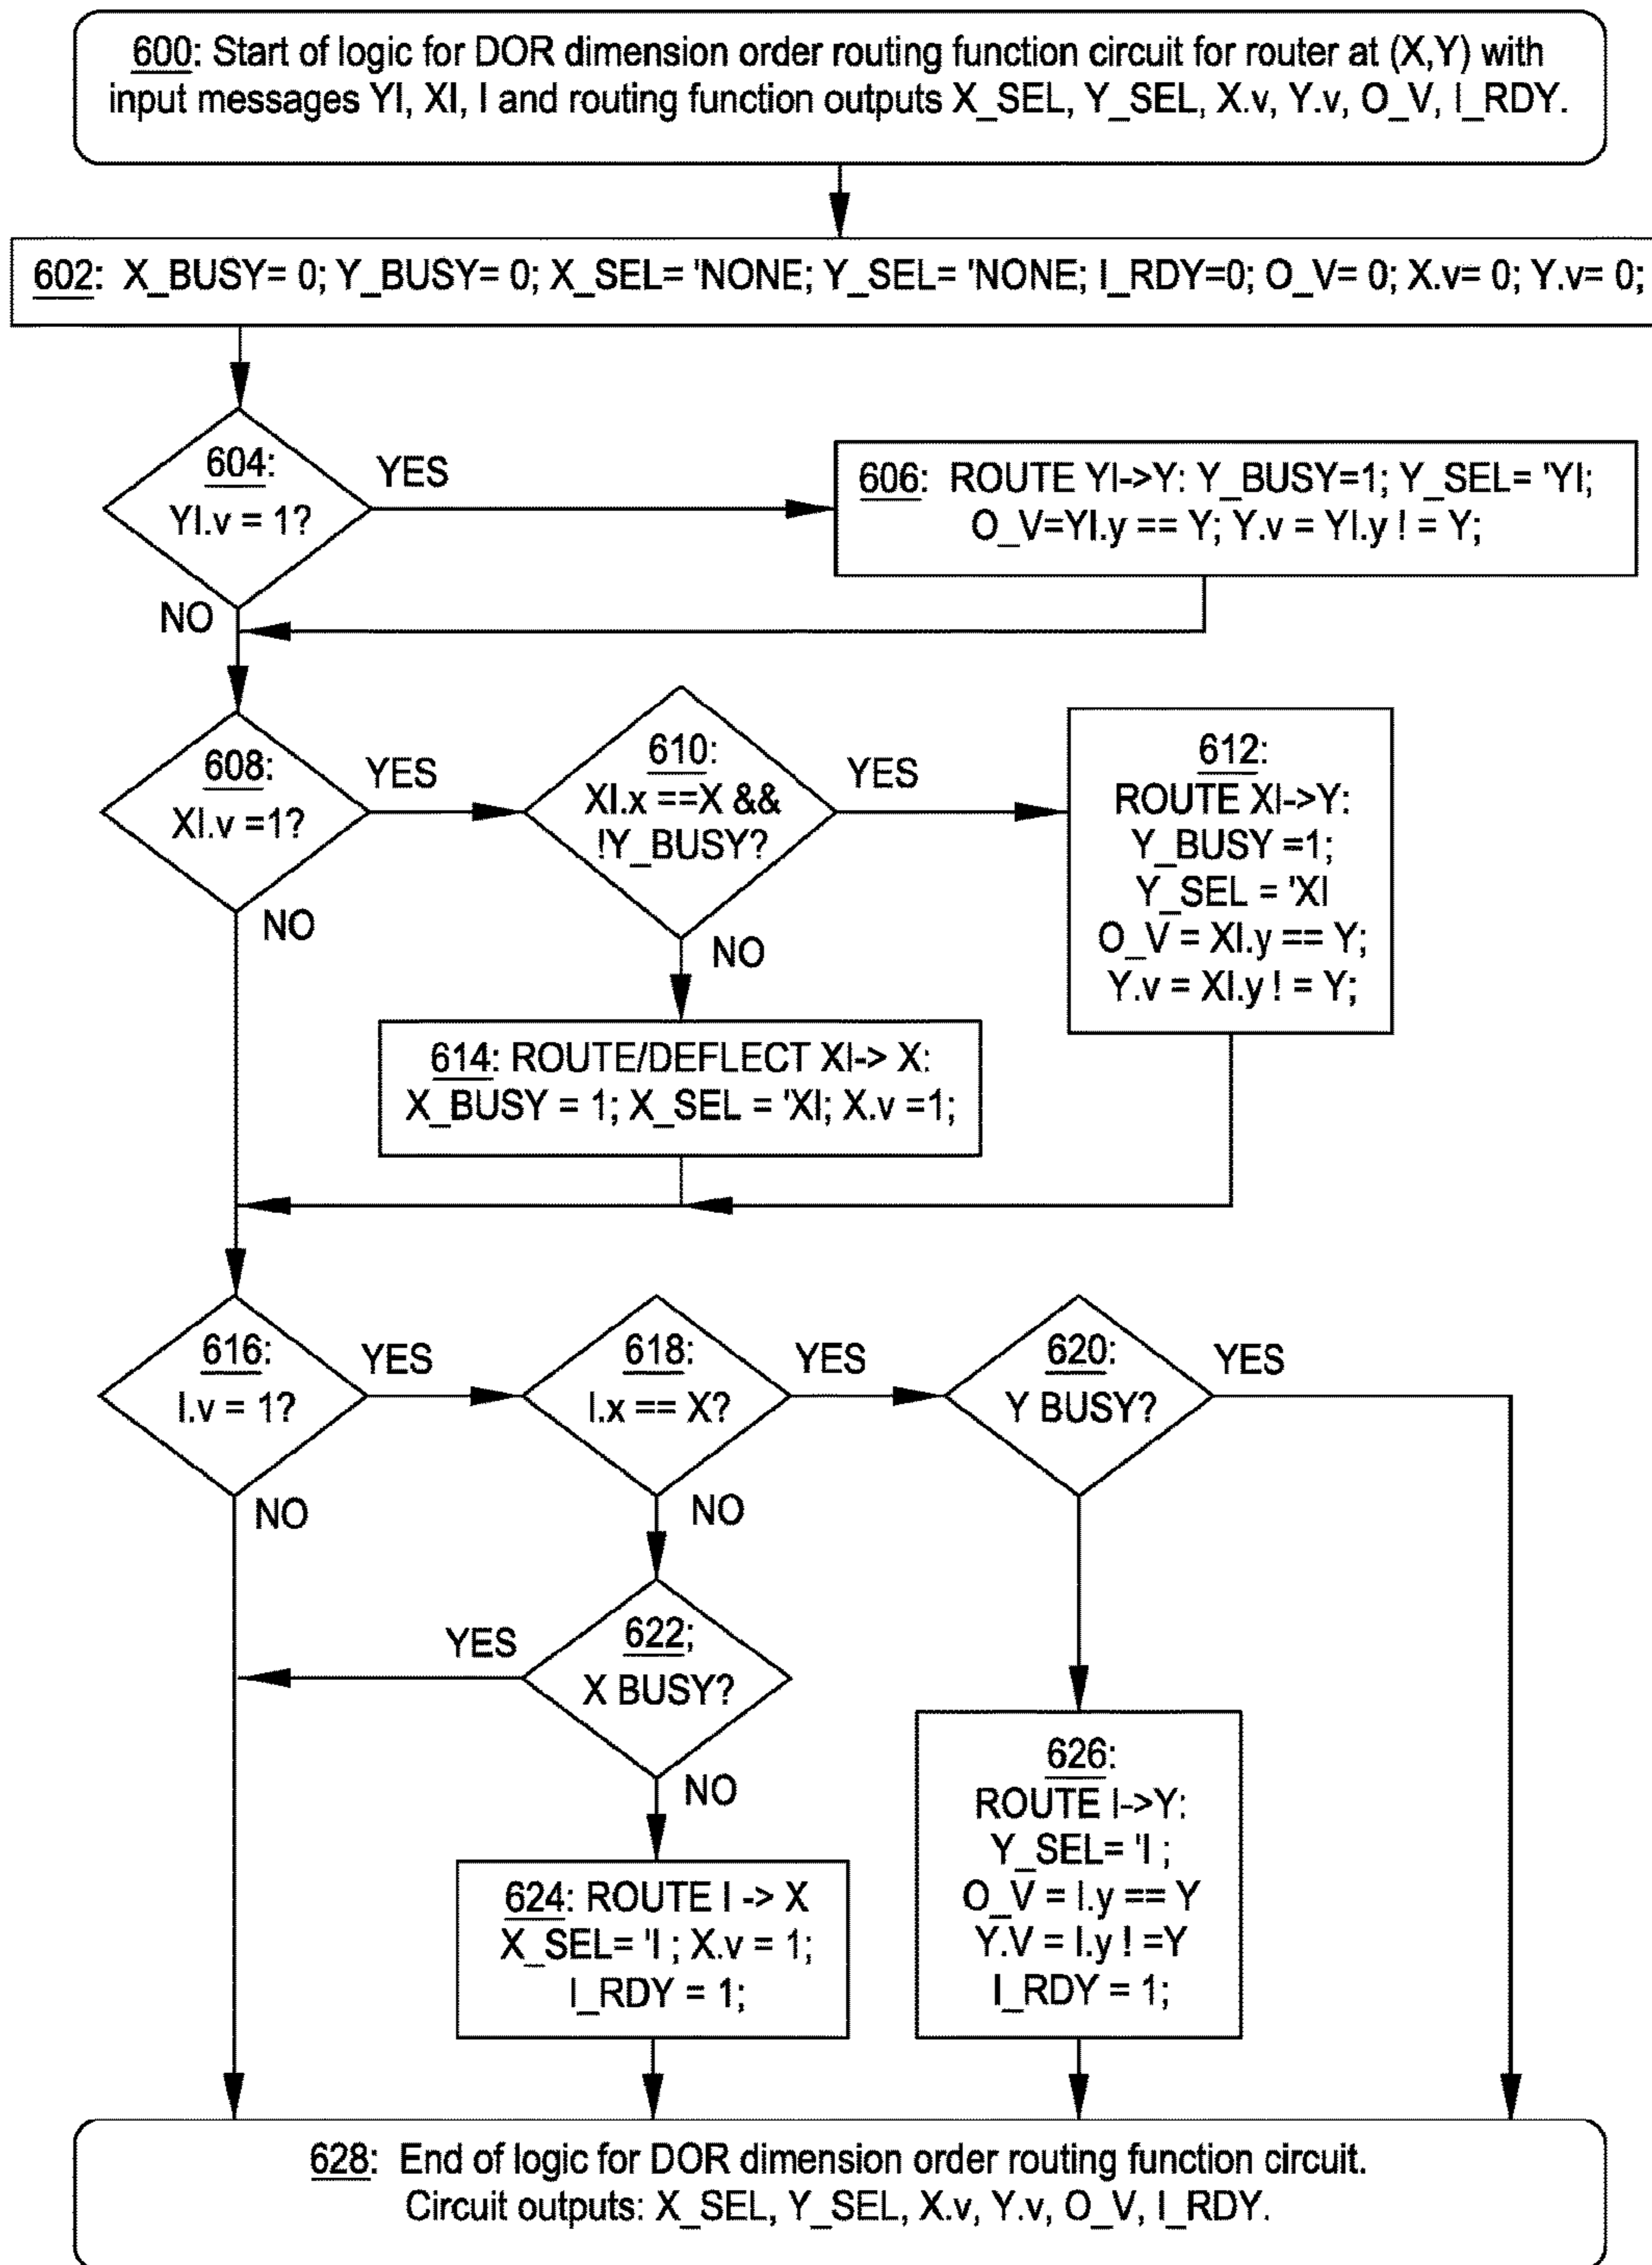 600: Start of logic for DOR dimension order routing function circuit for router at (X,Y) with
input messages YI, XI, I and routing function outputs X_SEL, Y_SEL, X.v, Y.v, O_V, I_RDY.
602: X_BUSY= 0; Y_BUSY= 0; X_SEL= 'NONE; Y_SEL= 'NONE; I_RDY=0; O_V= 0; X.v= 0; Y.v= 0;
604:
YI.v = 1?
YES
NO
606: ROUTE YI->Y: Y_BUSY=1; Y_SEL= 'YI;
O_V=YI.y == Y; Y.v = YI.y ! = Y;
608:
XI.v =1?
YES
NO
610:
XI.x ==X &&
!Y_BUSY?
YES
NO
612:
ROUTE XI->Y:
Y_BUSY =1;
Y_SEL = 'XI
O_V = XI.y == Y;
Y.v = XI.y ! = Y;
614: ROUTE/DEFLECT XI-> X:
X_BUSY = 1; X_SEL = 'XI; X.v =1;
616:
I.v = 1?
YES
NO
618:
I.x == X?
YES
NO
620:
Y BUSY?
YES
622;
X BUSY?
YES
NO
624: ROUTE I -> X
X_SEL= 'I ; X.v = 1;
I_RDY = 1;
626:
ROUTE I->Y:
Y_SEL= 'I ;
O_V = I.y == Y
Y.V = I.y ! =Y
I_RDY = 1;
628: End of logic for DOR dimension order routing function circuit.
Circuit outputs: X_SEL, Y_SEL, X.v, Y.v, O_V, I_RDY.